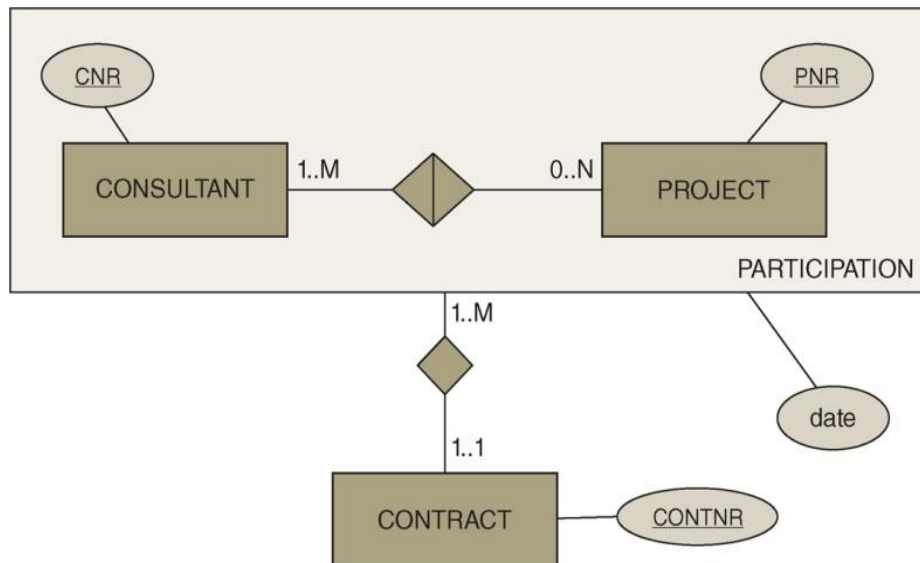 CNR
PNR
CONSULTANT
1..M
0..N
PROJECT
PARTICIPATION
1..M
date
1..1
CONTRACT
CONTNR